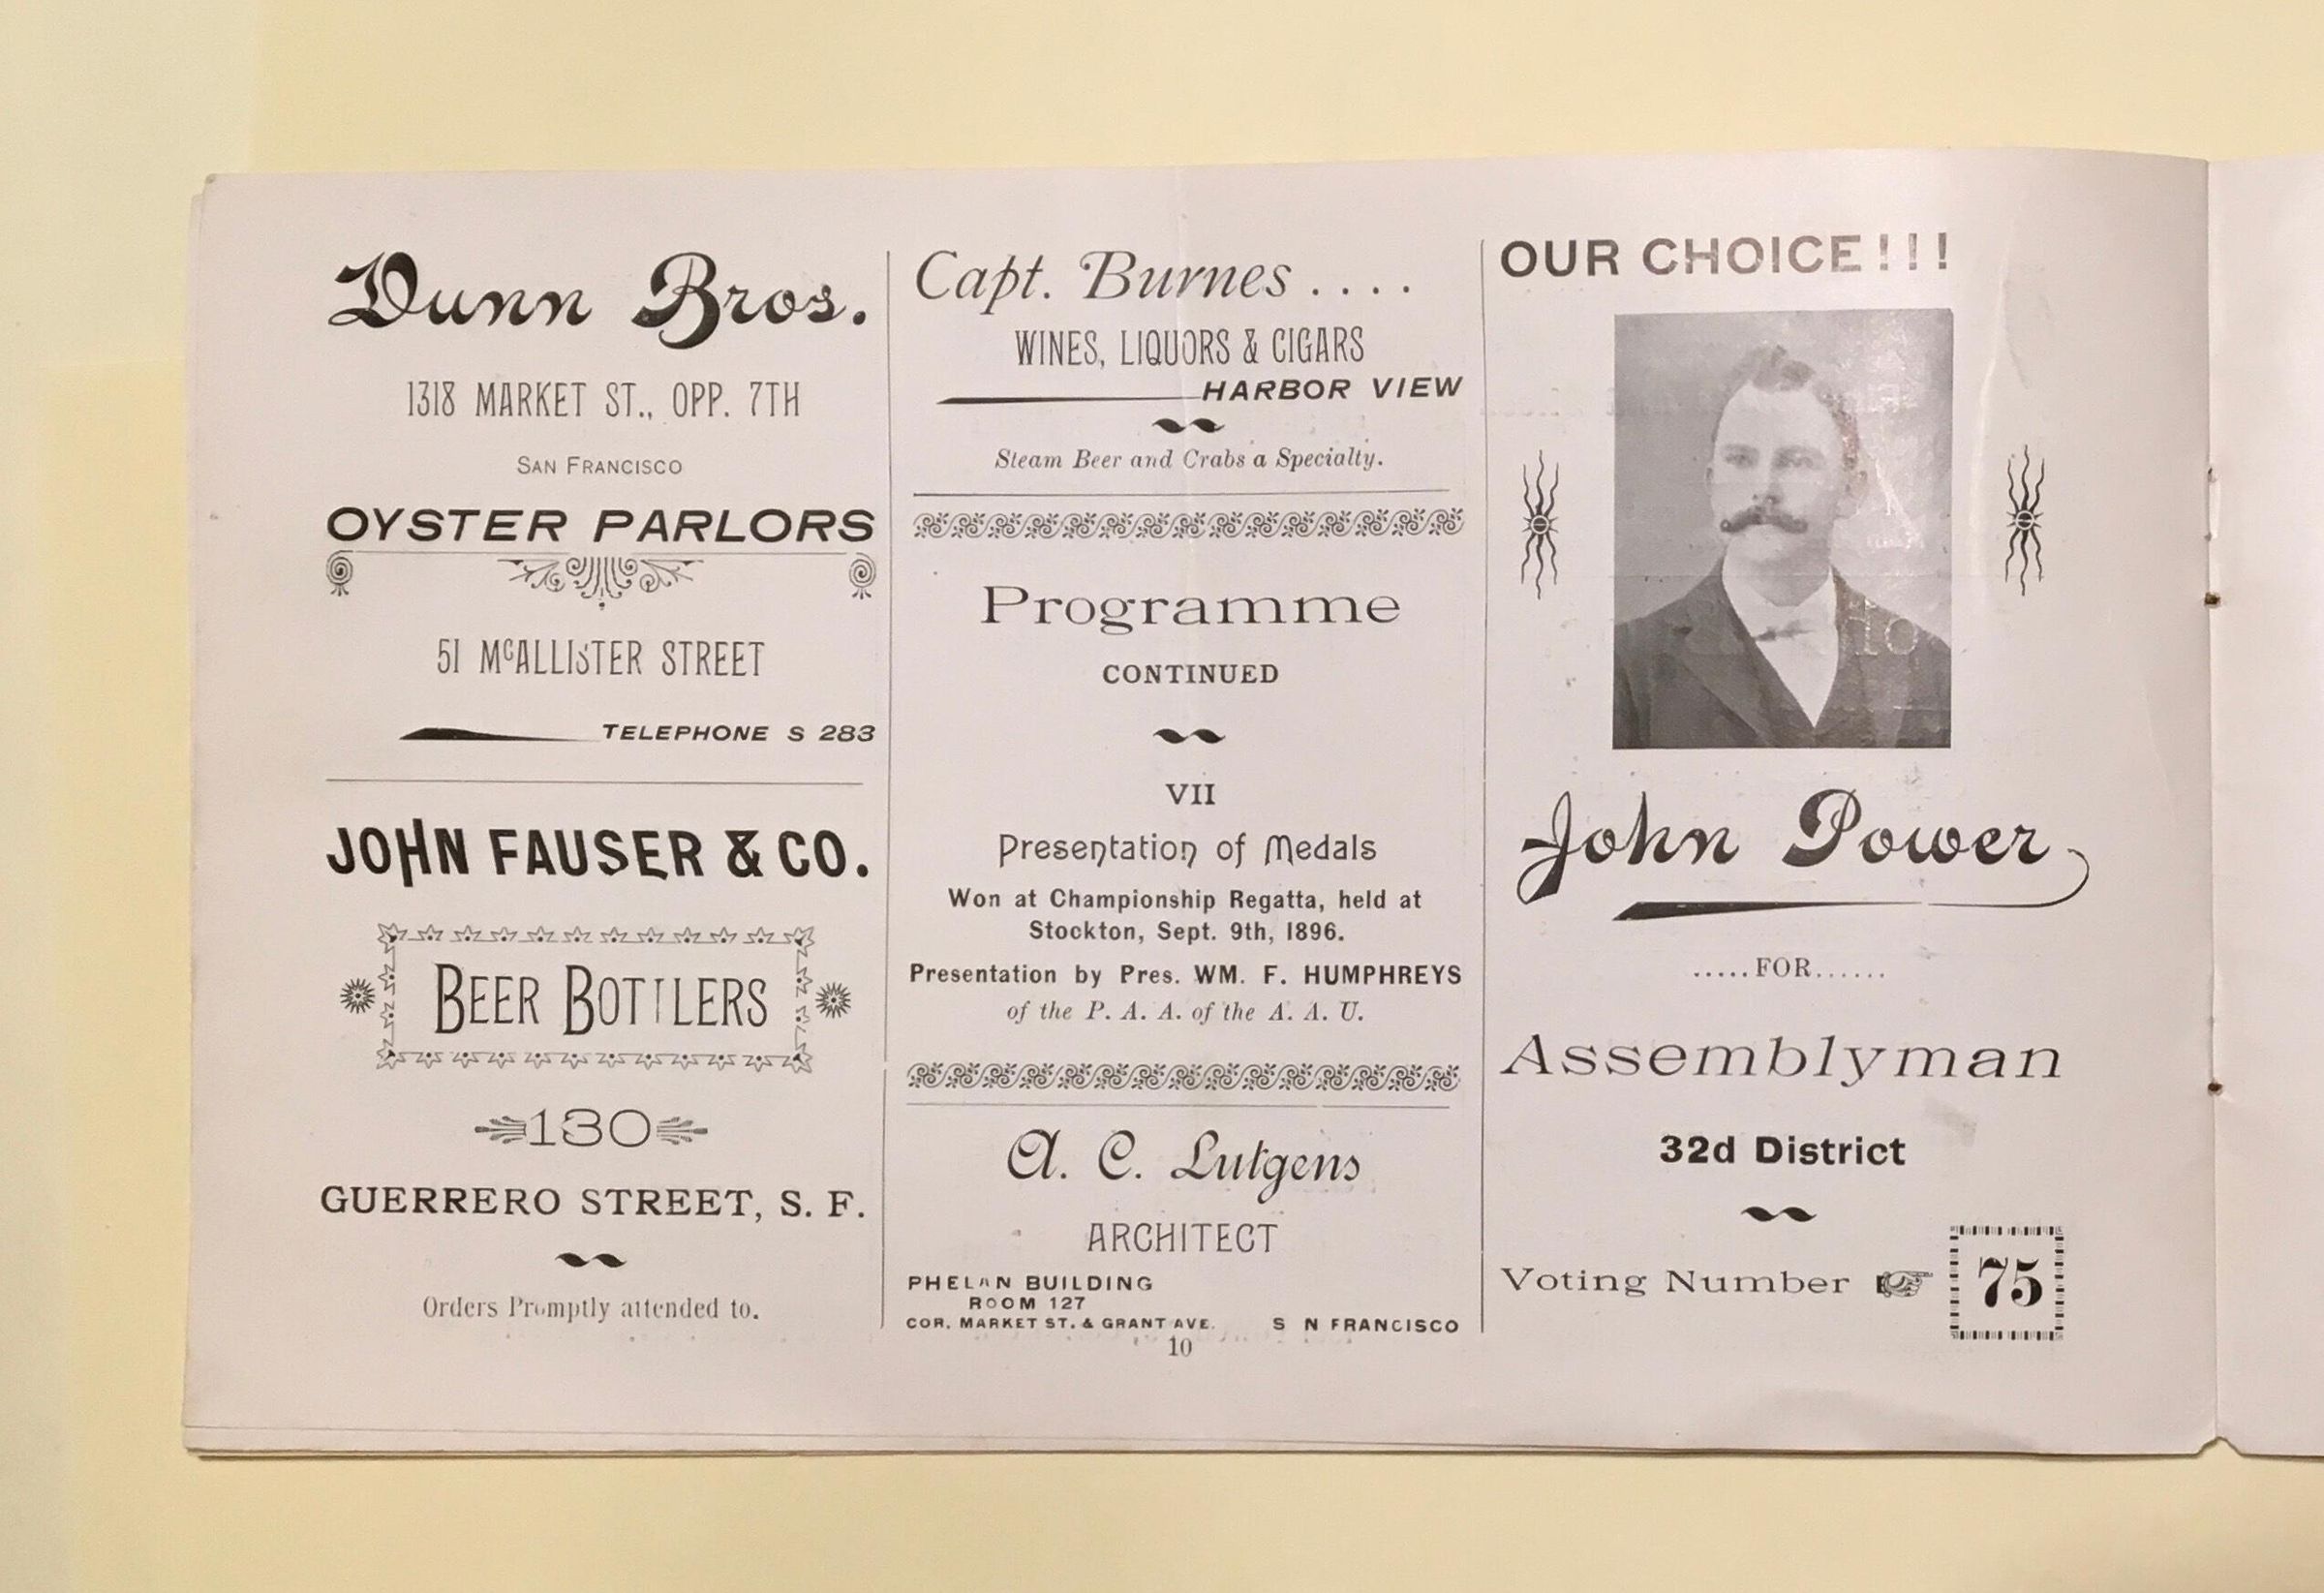 Dunn Bros.
1318 MARKET ST., OPP. 7TH
SAN FRANCISCO
OYSTER PARLORS
51 McALLISTER STREET
TELEPHONE S 283
JOHN FAUSER & CO.
BEER BOTTLERS
130
GUERRERO STREET, S. F.
Orders Promptly attended to.
Capt. Burnes....
WINES, LIQUORS & CIGARS
HARBOR VIEW
Steam Beer and Crabs a Specialty.
Programme
CONTINUED
VII
Presentation of Medals
Won at Championship Regatta, held at
Stockton, Sept. 9th, 1896.
Presentation by Pres. WM. F. HUMPHREYS
of the P. A. A. of the A. A. U.
A. C. Lutgens
ARCHITECT
PHELAN BUILDING
ROOM 127
COR. MARKET ST. & GRANT AVE. S N FRANCISCO
10
OUR CHOICE!!!
John Power
.....FOR......
Assemblyman
32d District
Voting Number 75